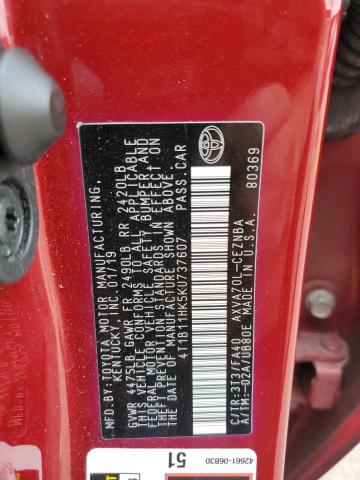 MFD. BY:
TOYOTA MOTOR MANUFACTURING,
KENTUCKY, INC. 01/19
GVWR 4475LB GAWR FR 2490LB RR 2420LB
THIS VEHICLE CONFORMS TO ALL APPLICABLE
FEDERAL MOTOR VEHICLE SAFETY, BUMPER AND
THEFT PREVENTION STANDARDS IN EFFECT ON
THE DATE OF MANUFACTURE SHOWN ABOVE.
4T1B11HK5KU737607 PASS.CAR
C/TR:3T3/FA40 AXVA70L-CEZNBA
A/TM:-02A/UB80E MADE IN U.S.A.
80369
42661-06B30
51